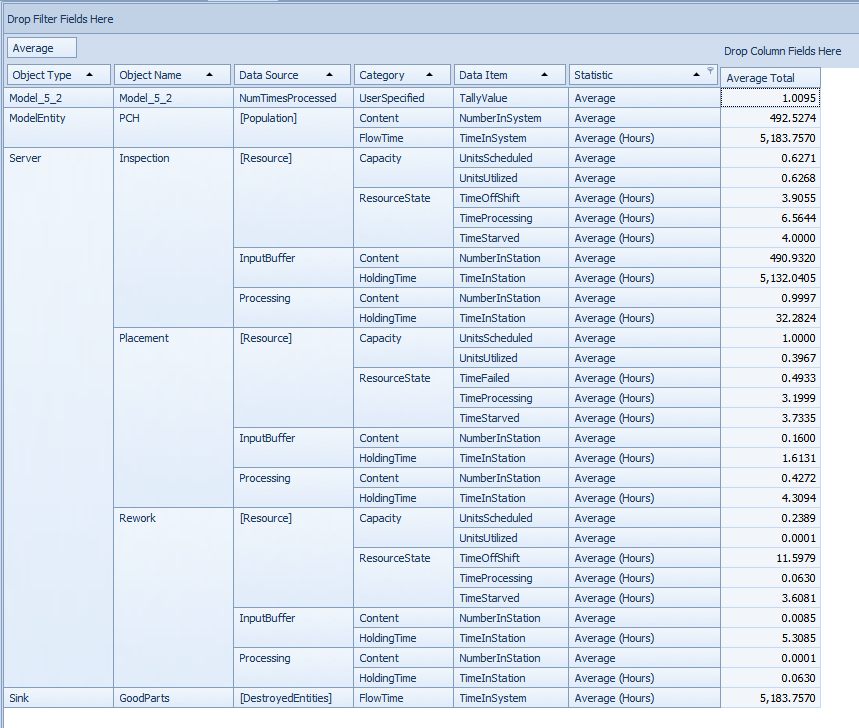 Drop Filter Fields Here
Average
Drop Column Fields Here
Object Type Object Name Data Source Category Data Item Statistic Average Total
Model_5_2 Model_5_2 NumTimesProcessed UserSpecified TallyValue Average 1.0095
ModelEntity PCH [Population] Content NumberInSystem Average 492.5274
FlowTime TimeInSystem Average (Hours) 5,183.7570
Server Inspection [Resource] Capacity UnitsScheduled Average 0.6271
UnitsUtilized Average 0.6268
ResourceState TimeOffShift Average (Hours) 3.9055
TimeProcessing Average (Hours) 6.5644
TimeStarved Average (Hours) 4.0000
InputBuffer Content NumberInStation Average 490.9320
HoldingTime TimeInStation Average (Hours) 5,132.0405
Processing Content NumberInStation Average 0.9997
HoldingTime TimeInStation Average (Hours) 32.2824
Placement [Resource] Capacity UnitsScheduled Average 1.0000
UnitsUtilized Average 0.3967
ResourceState TimeFailed Average (Hours) 0.4933
TimeProcessing Average (Hours) 3.1999
TimeStarved Average (Hours) 3.7335
InputBuffer Content NumberInStation Average 0.1600
HoldingTime TimeInStation Average (Hours) 1.6131
Processing Content NumberInStation Average 0.4272
HoldingTime TimeInStation Average (Hours) 4.3094
Rework [Resource] Capacity UnitsScheduled Average 0.2389
UnitsUtilized Average 0.0001
ResourceState TimeOffShift Average (Hours) 11.5979
TimeProcessing Average (Hours) 0.0630
TimeStarved Average (Hours) 3.6081
InputBuffer Content NumberInStation Average 0.0085
HoldingTime TimeInStation Average (Hours) 5.3085
Processing Content NumberInStation Average 0.0001
HoldingTime TimeInStation Average (Hours) 0.0630
Sink GoodParts [DestroyedEntities] FlowTime TimeInSystem Average (Hours) 5,183.7570